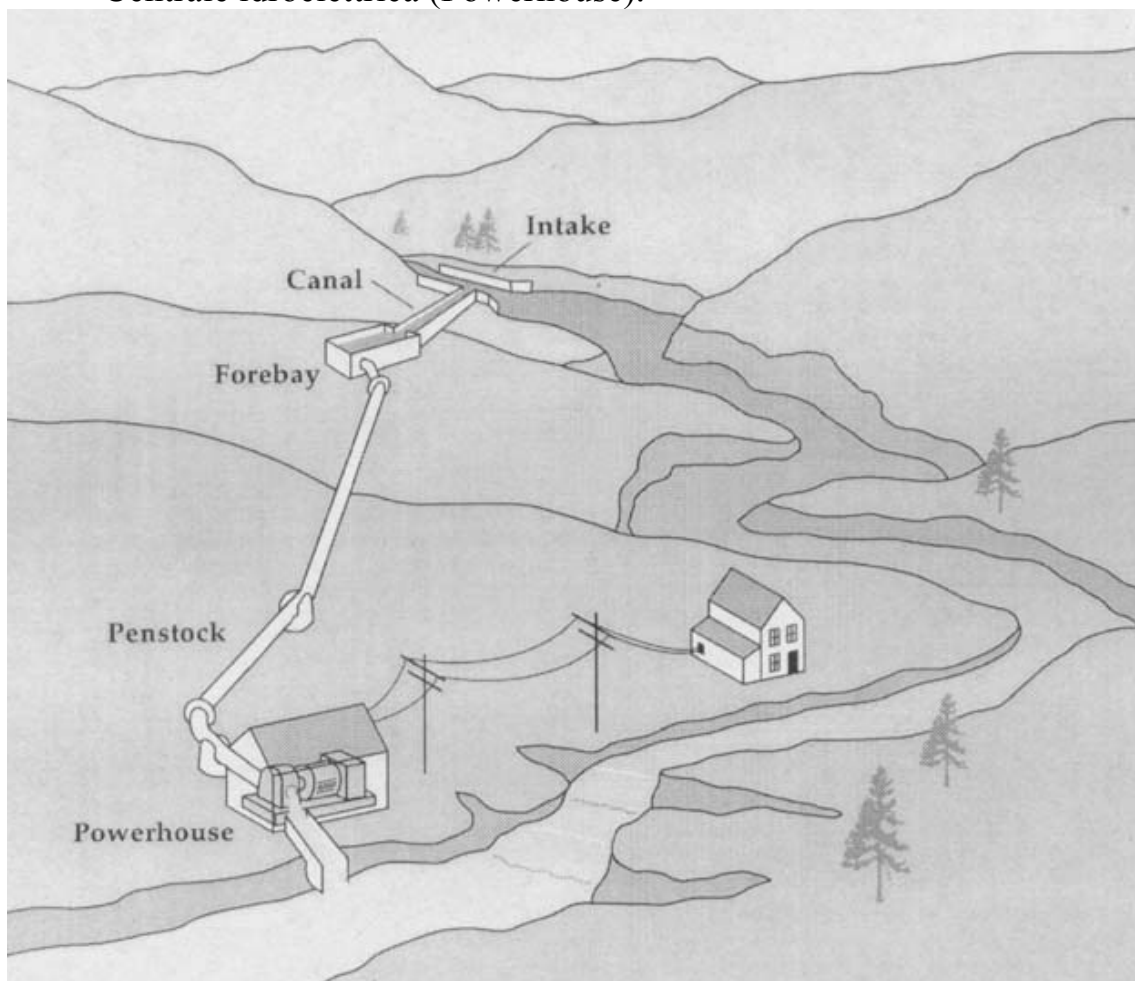 Centrale idroelettrica (Powerhouse).
Intake
Canal
Forebay
Penstock
Powerhouse